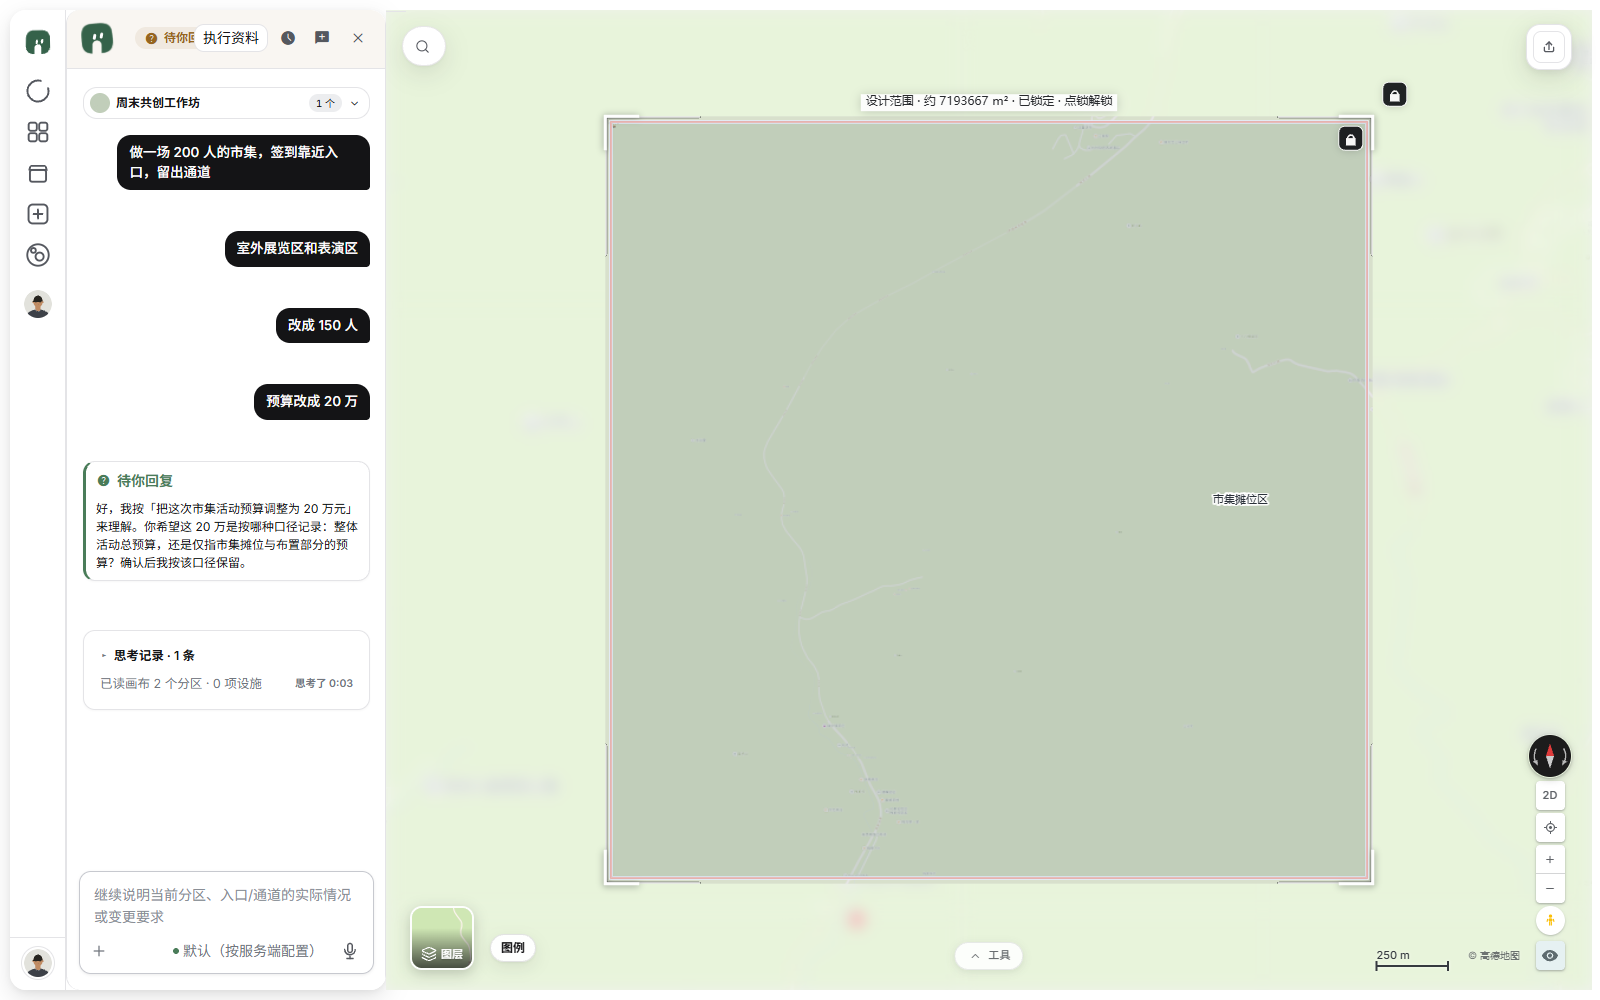 待你回
执行资料
周末共创工作坊
1 个
做一场 200 人的市集，签到靠近入
口，留出通道
室外展览区和表演区
改成 150 人
预算改成 20 万
待你回复
好，我按「把这次市集活动预算调整为 20 万元」
来理解。你希望这 20 万是按哪种口径记录：整体
活动总预算，还是仅指市集摊位与布置部分的预
算？确认后我按该口径保留。
思考记录 · 1 条
已读画布 2 个分区 · 0 项设施
思考了 0:03
继续说明当前分区、入口/通道的实际情况
或变更要求
默认（按服务端配置）
设计范围 · 约 7193667 m² · 已锁定 · 点锁解锁
市集摊位区
图层
图例
工具
2D
250 m
© 高德地图